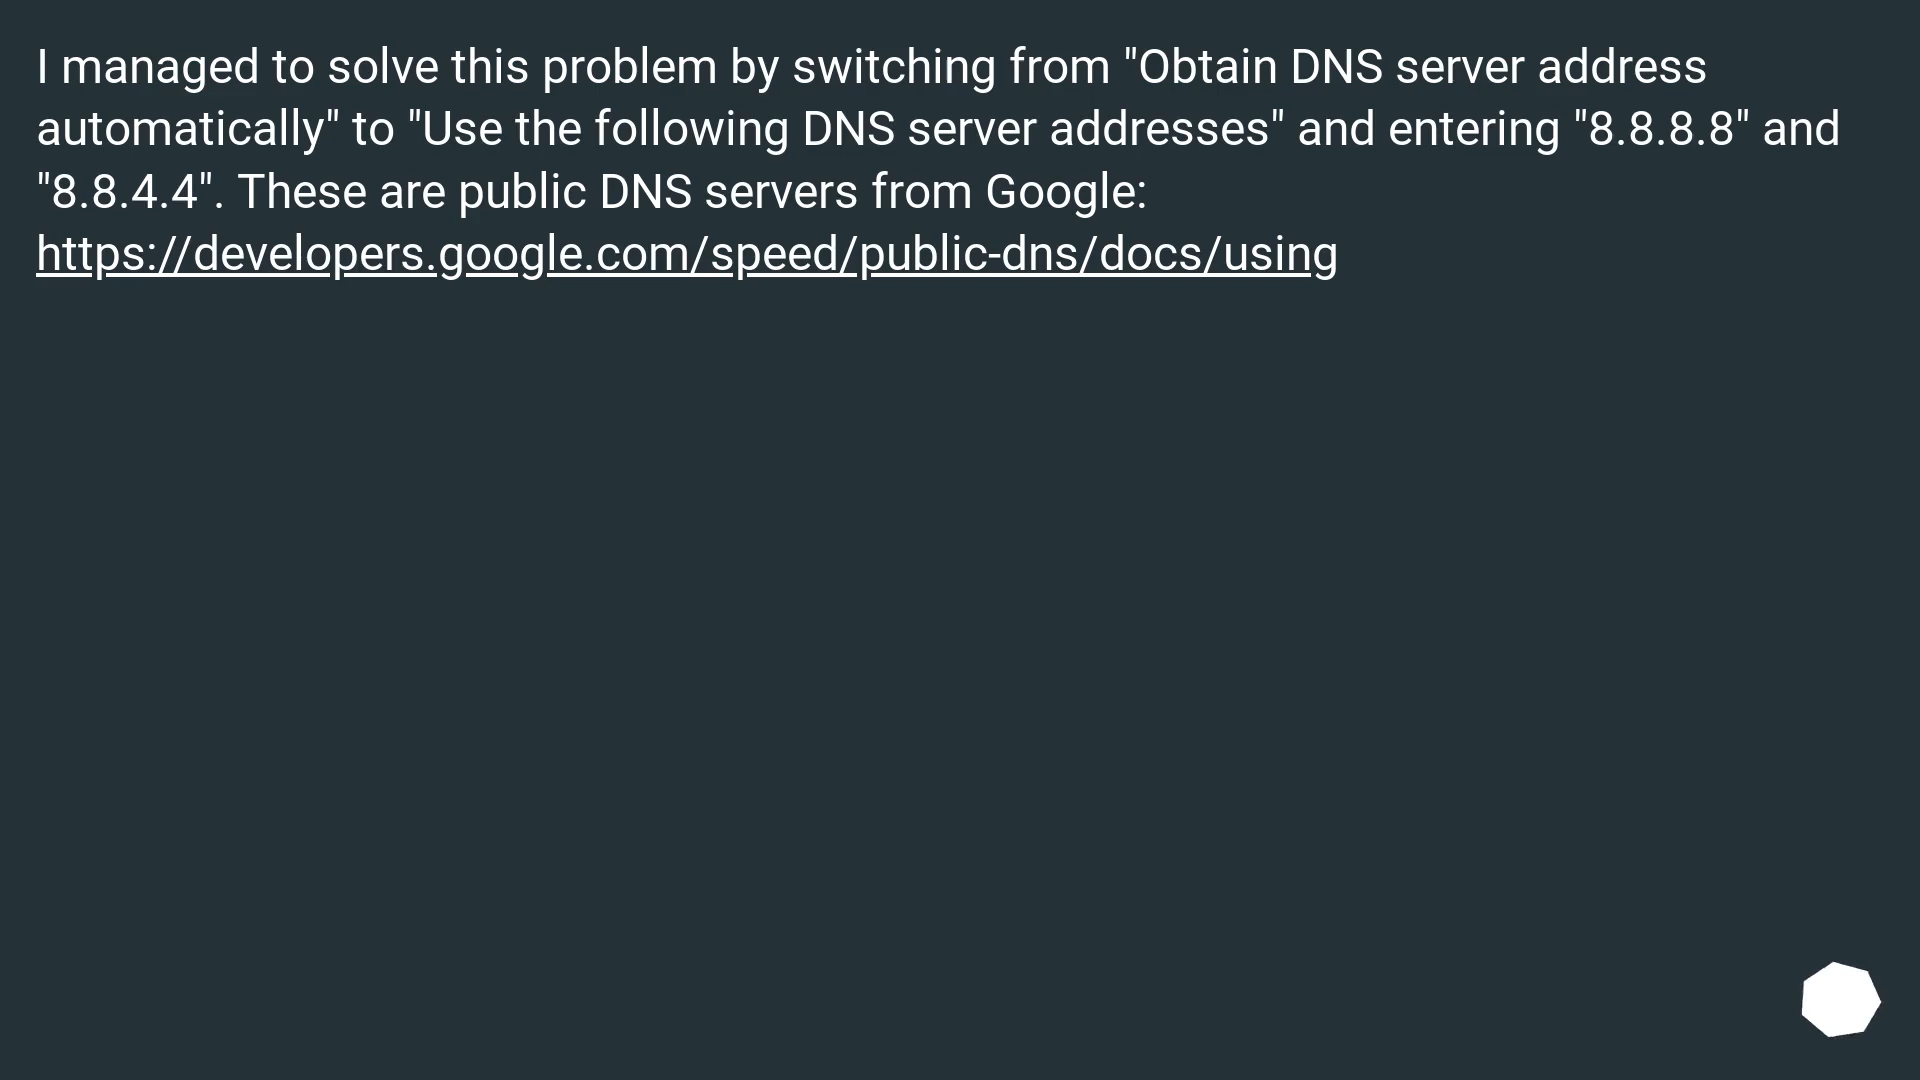 I managed to solve this problem by switching from "Obtain DNS server address
automatically" to "Use the following DNS server addresses" and entering "8.8.8.8" and
"8.8.4.4". These are public DNS servers from Google:
https://developers.google.com/speed/public-dns/docs/using